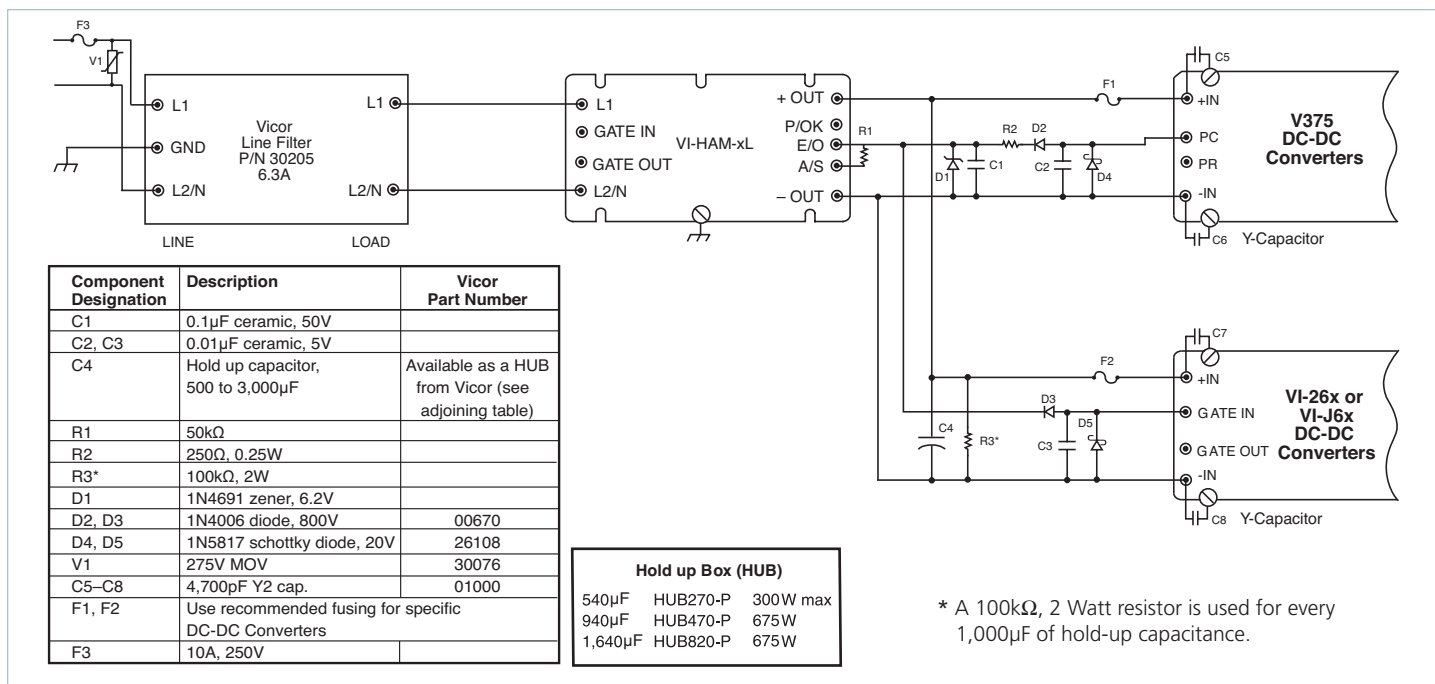 F3
V1
L1
GND
L2/N
Vicor
Line Filter
P/N 30205
6.3A
L1
L2/N
LINE
LOAD
L1
GATE IN
GATE OUT
L2/N
VI-HAM-xL
+ OUT
P/OK
E/O
A/S
– OUT
R1
D1
C1
R2
D2
C2
D4
F1
C5
+IN
PC
PR
-IN
V375
DC-DC
Converters
C6
Y-Capacitor
C4
R3*
F2
D3
C3
D5
C7
+IN
GATE IN
GATE OUT
-IN
VI-26x or
VI-J6x
DC-DC
Converters
C8
Y-Capacitor
Component Designation Description Vicor Part Number
C1 0.1µF ceramic, 50V
C2, C3 0.01µF ceramic, 5V
C4 Hold up capacitor, Available as a HUB
500 to 3,000µF from Vicor (see
adjoining table)
R1 50kΩ
R2 250Ω, 0.25W
R3* 100kΩ, 2W
D1 1N4691 zener, 6.2V
D2, D3 1N4006 diode, 800V 00670
D4, D5 1N5817 schottky diode, 20V 26108
V1 275V MOV 30076
C5–C8 4,700pF Y2 cap. 01000
F1, F2 Use recommended fusing for specific
DC-DC Converters
F3 10A, 250V
Hold up Box (HUB)
540µF HUB270-P 300W max
940µF HUB470-P 675W
1,640µF HUB820-P 675W
* A 100kΩ, 2 Watt resistor is used for every
1,000µF of hold-up capacitance.